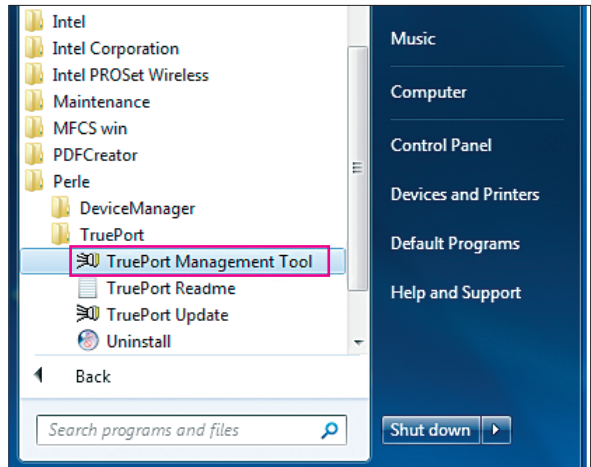 Intel
Intel Corporation
Intel PROSet Wireless
Maintenance
MFCS win
PDFCreator
Perle
DeviceManager
TruePort
TruePort Management Tool
TruePort Readme
TruePort Update
Uninstall
Back
Search programs and files
Music
Computer
Control Panel
Devices and Printers
Default Programs
Help and Support
Shut down